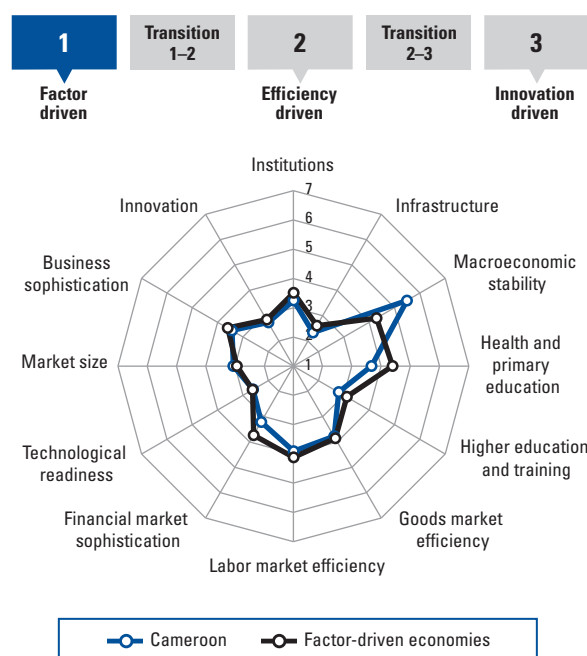 1
Transition
1–2
2
Transition
2–3
3
Factor
driven
Efficiency
driven
Innovation
driven
Institutions
7
6
5
4
3
2
1
Infrastructure
Macroeconomic
stability
Health and
primary
education
Higher education
and training
Goods market
efficiency
Labor market efficiency
Financial market
sophistication
Technological
readiness
Market size
Business
sophistication
Innovation
Cameroon
Factor-driven economies